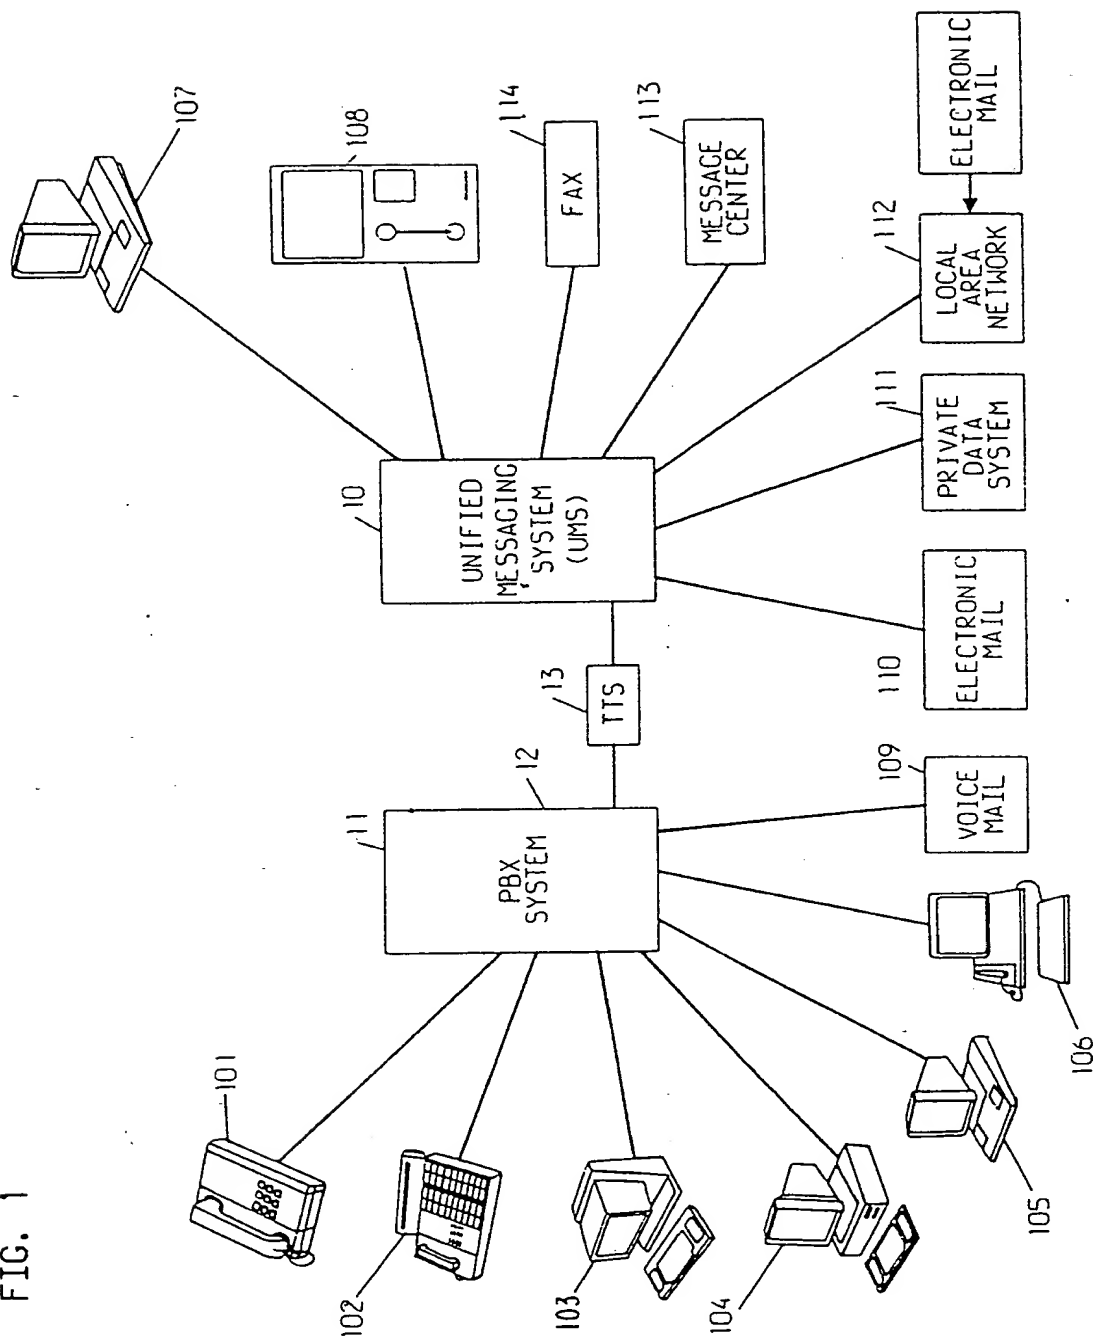 FIG. 1
101
102
103
104
105
106
11
PBX
SYSTEM
12
VOICE
MAIL
109
13
TTS
10
UNIFIED
MESSAGING
SYSTEM
(UMS)
107
108
FAX
114
MESSAGE
CENTER
113
110
ELECTRONIC
MAIL
PRIVATE
DATA
SYSTEM
111
LOCAL
AREA
NETWORK
112
ELECTRONIC
MAIL